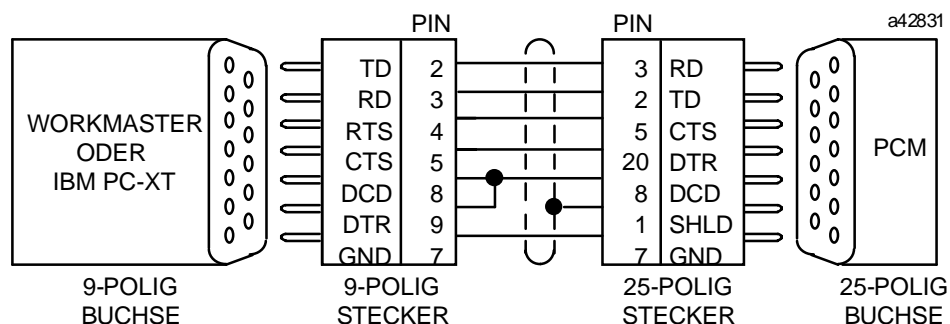 PIN PIN a42831
TD 2 3 RD
RD 3 2 TD
RTS 4 5 CTS
CTS 5 20 DTR
DCD 8 8 DCD
DTR 9 1 SHLD
GND 7 7 GND
WORKMASTER
ODER
IBM PC-XT
PCM
9-POLIG 9-POLIG 25-POLIG 25-POLIG
BUCHSE STECKER STECKER BUCHSE